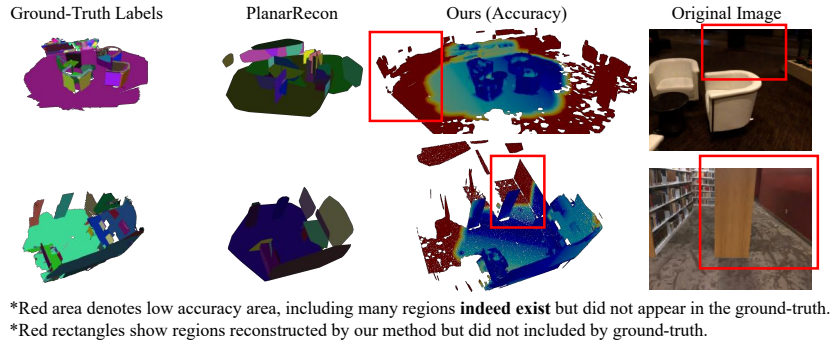 Ground-Truth Labels PlanarRecon Ours (Accuracy) Original Image
*Red area denotes low accuracy area, including many regions indeed exist but did not appear in the ground-truth.
*Red rectangles show regions reconstructed by our method but did not included by ground-truth.